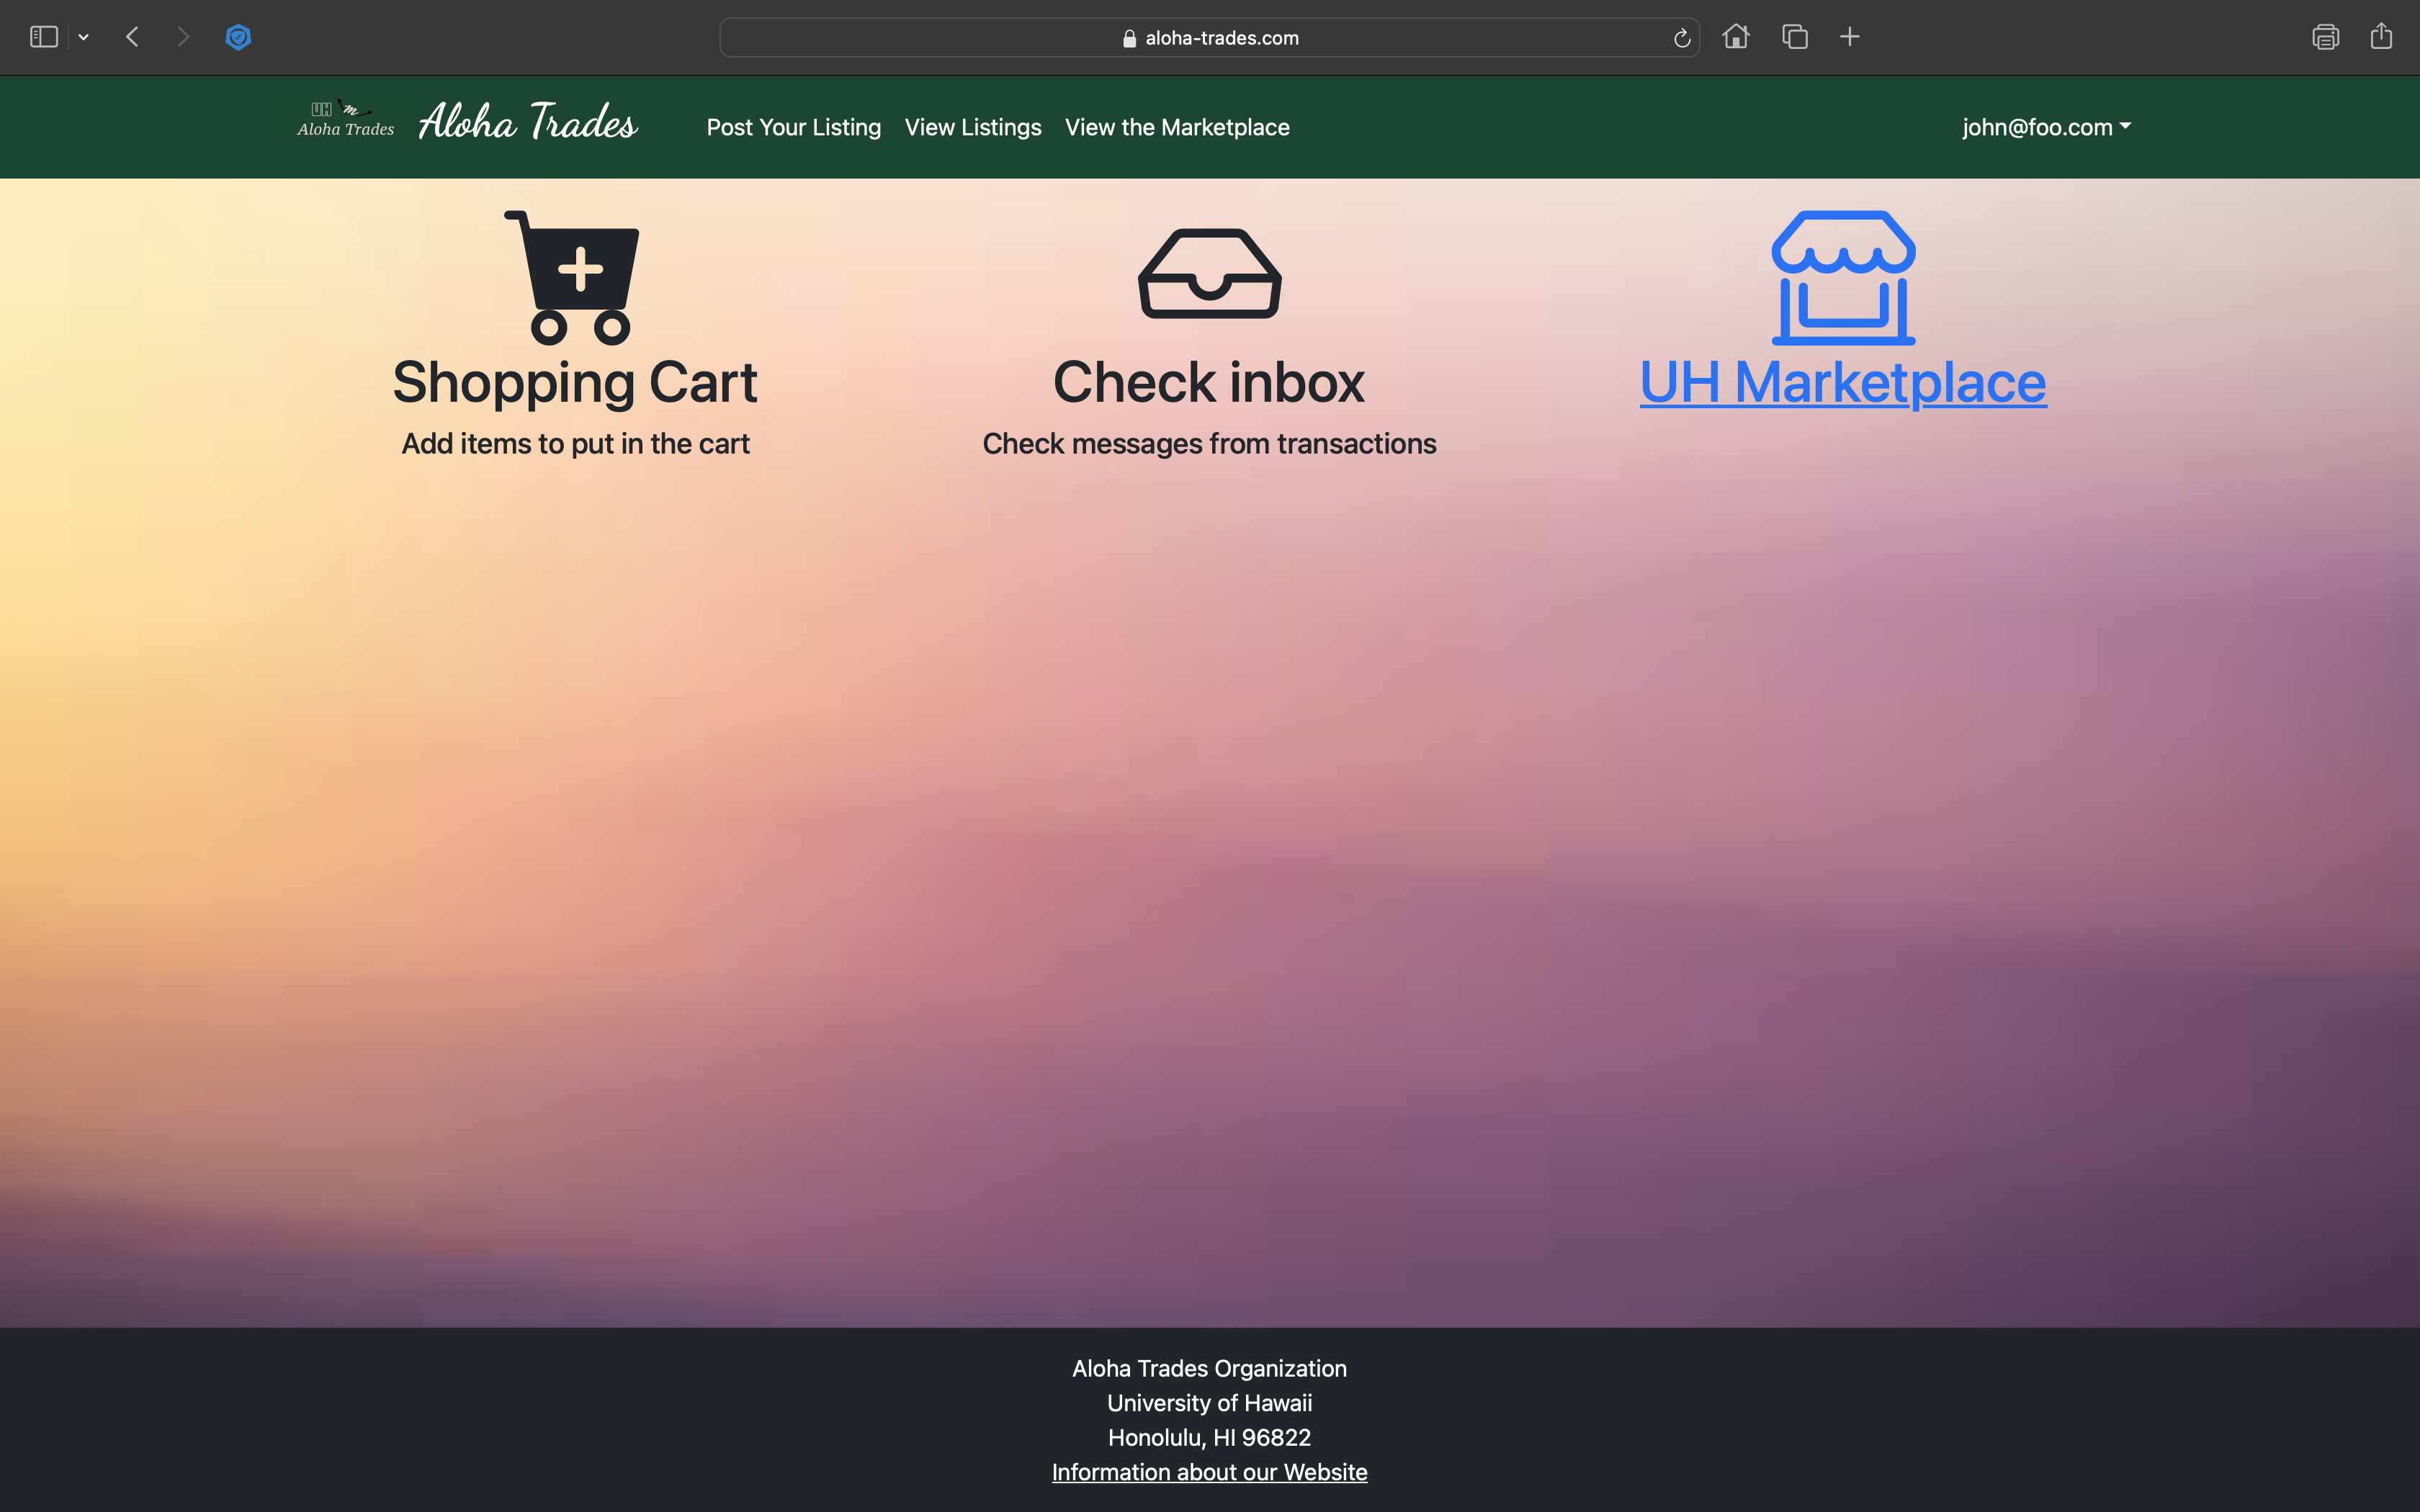 aloha-trades.com
UH
Aloha Trades
Aloha Trades
Post Your Listing
View Listings
View the Marketplace
john@foo.com
Shopping Cart
Add items to put in the cart
Check inbox
Check messages from transactions
UH Marketplace
Aloha Trades Organization
University of Hawaii
Honolulu, HI 96822
Information about our Website